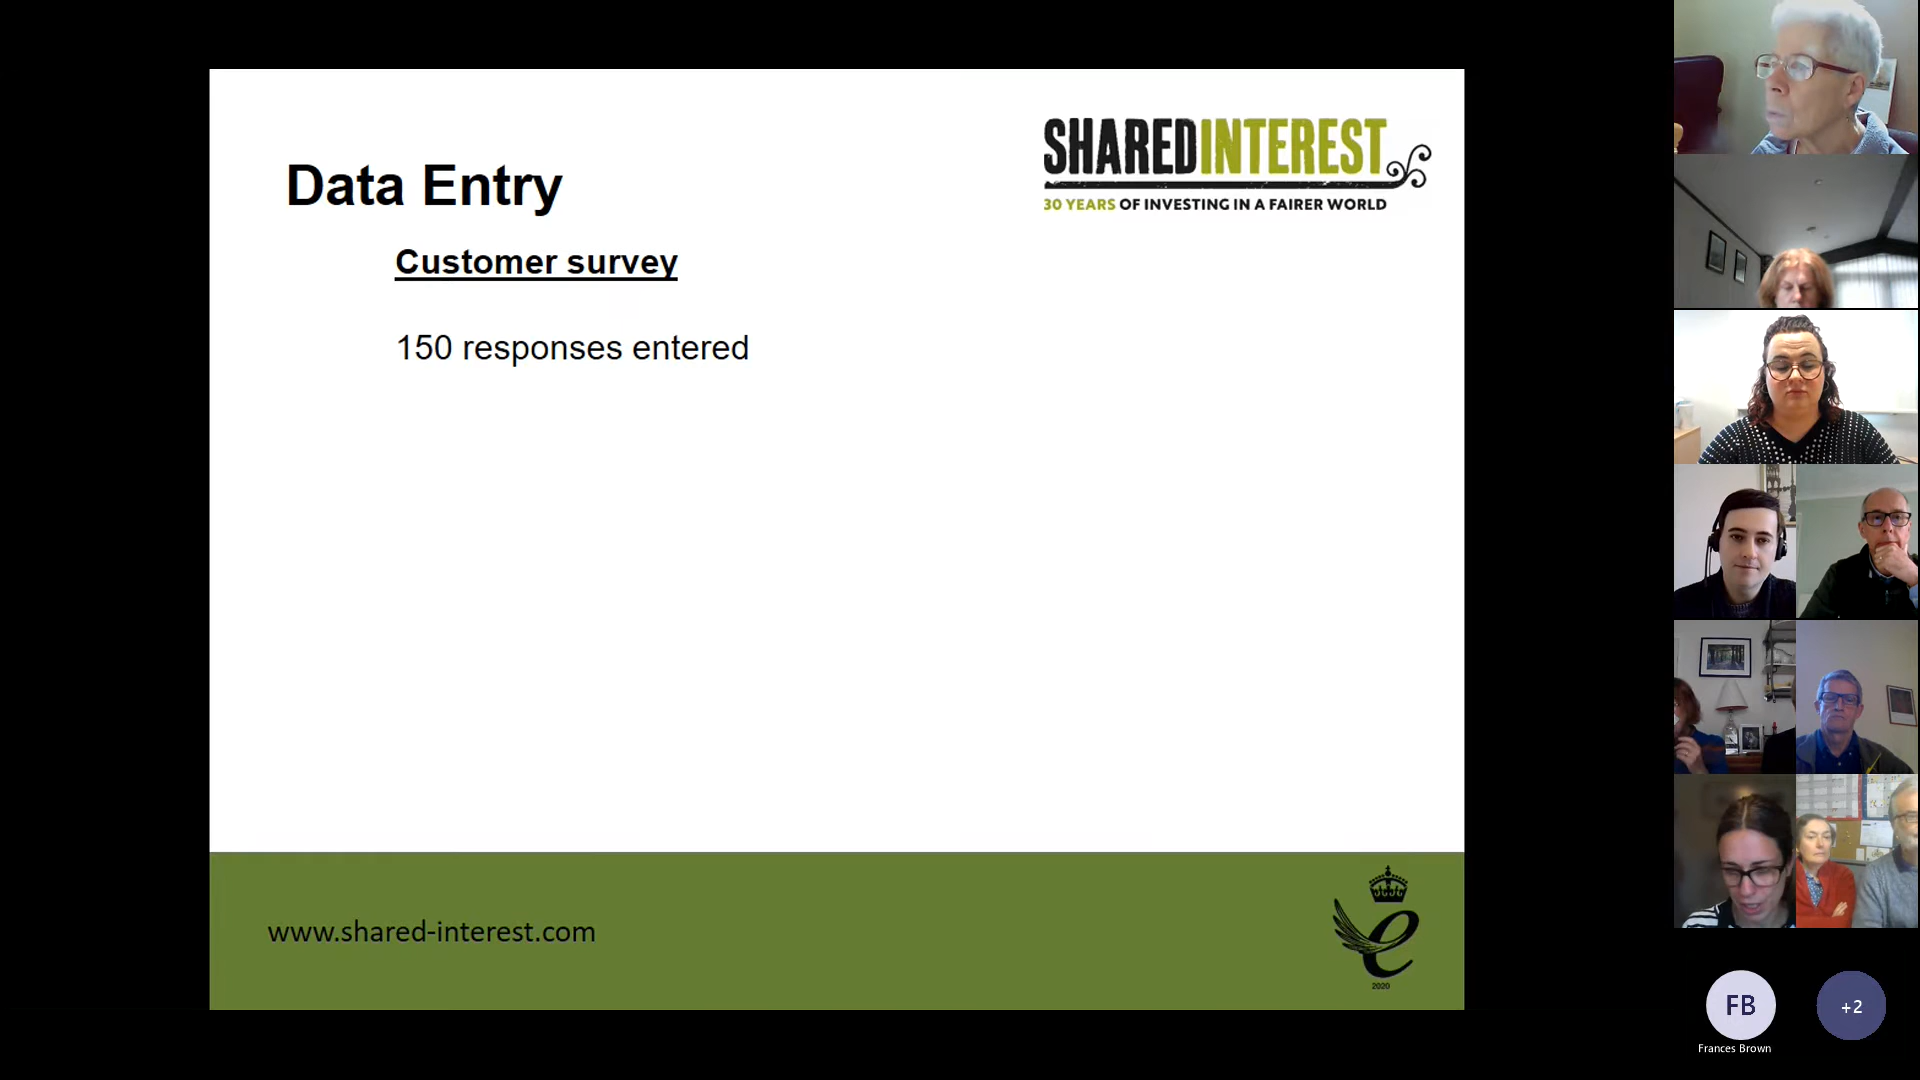 SHAREDINTEREST
30 YEARS OF INVESTING IN A FAIRER WORLD
Data Entry
Customer survey
150 responses entered
www.shared-interest.com
e
2020
FB
+2
Frances Brown